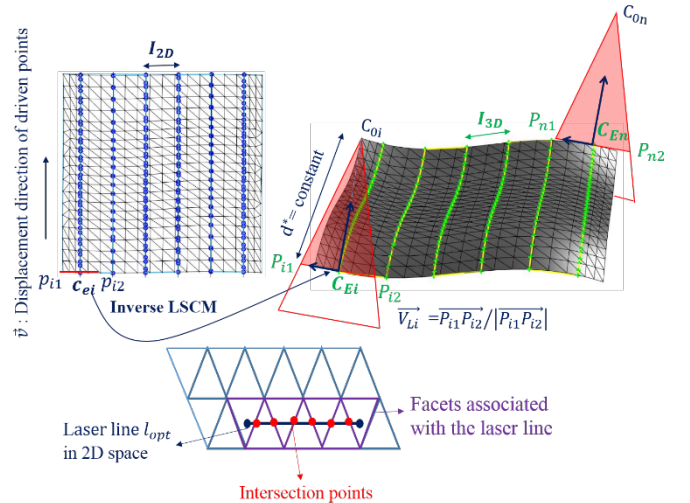 I2D
v⃗ : Displacement direction of driven points
pi1 cei pi2
Inverse LSCM
C0n
C0i
I3D
Pn1
CEn
Pn2
d* = constant
Pi1
CEi
Pi2
V⃗Li = P⃗i1Pi2/|P⃗i1Pi2|
Laser line lopt
in 2D space
Facets associated
with the laser line
Intersection points